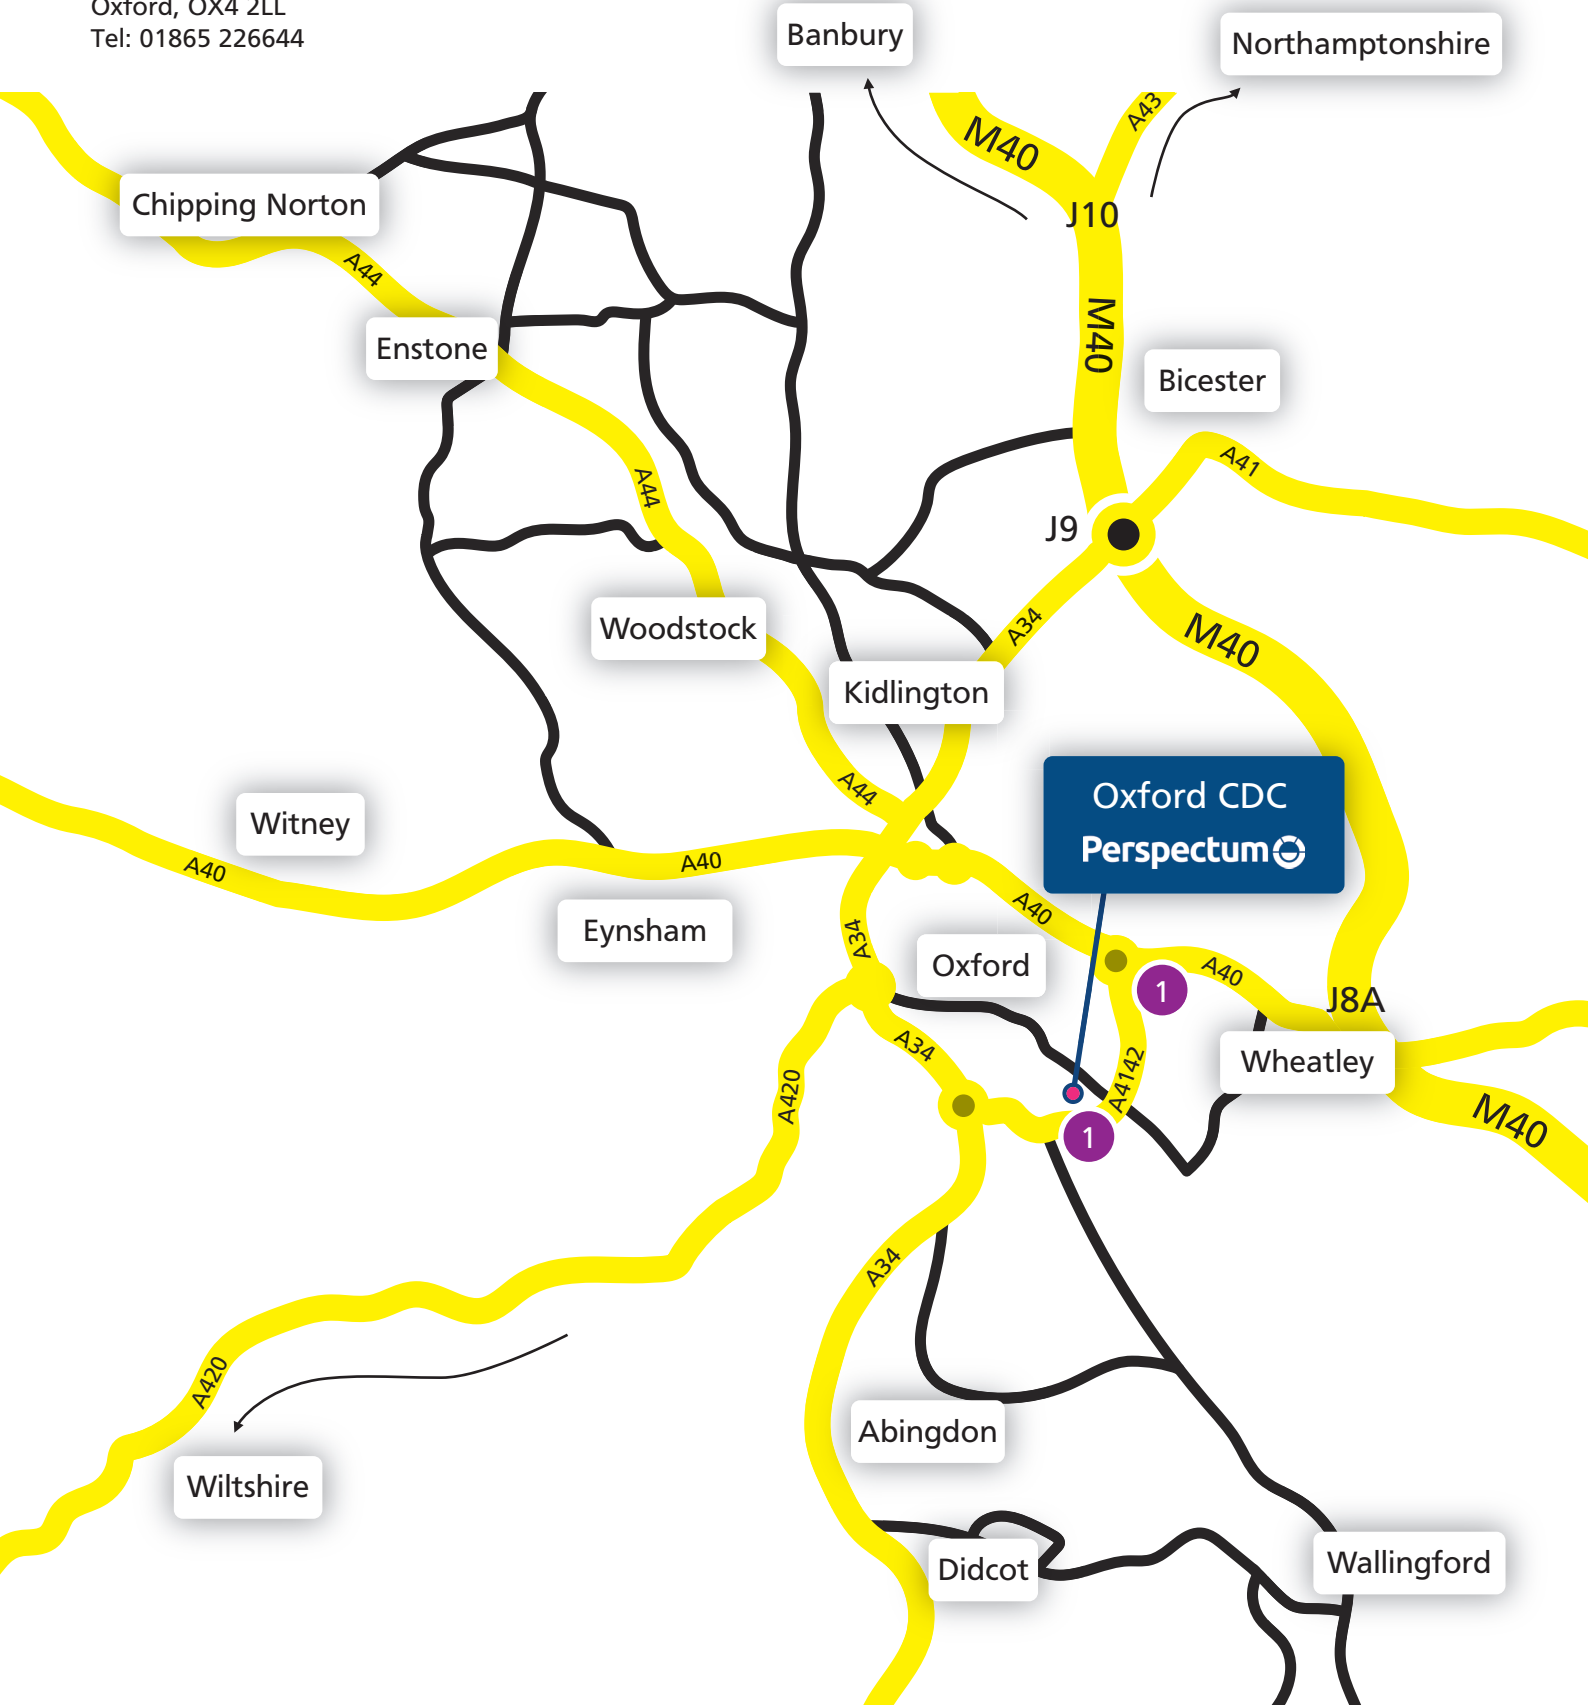 Oxford, OX4 2LL
Tel: 01865 226644
Banbury
Northamptonshire
A43
M40
Chipping Norton
J10
A44
M40
Enstone
Bicester
A41
A44
J9
Woodstock
A34
M40
Kidlington
A44
Oxford CDC
Perspectum
Witney
A40
A40
A40
Eynsham
A34
Oxford
A40
1
J8A
A34
Wheatley
A4142
A420
M40
1
A34
A420
Abingdon
Wiltshire
Didcot
Wallingford